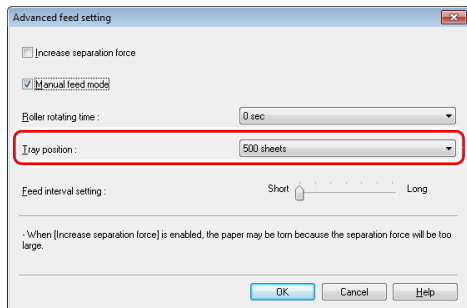 Advanced feed setting
Increase separation force
Manual feed mode
Roller rotating time : 0 sec
Tray position : 500 sheets
Feed interval setting : Short Long
- When [Increase separation force] is enabled, the paper may be torn because the separation force will be too
large.
OK Cancel Help